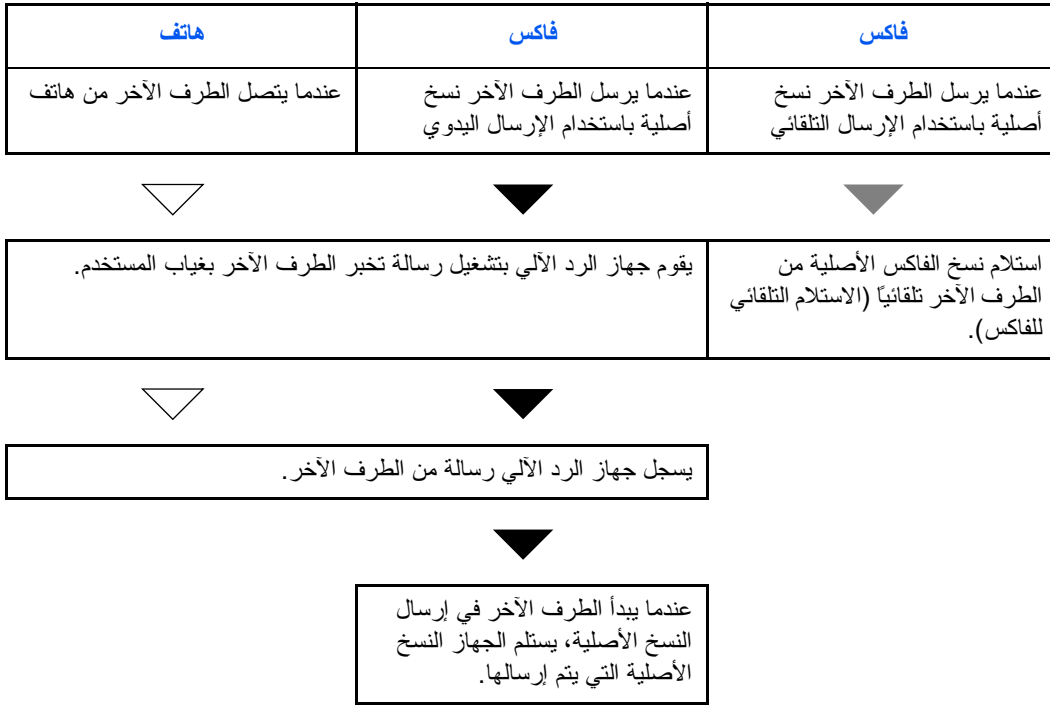 فاكس
فاكس
هاتف
عندما يرسل الطرف الآخر نسخ
أصلية باستخدام الإرسال التلقائي
عندما يرسل الطرف الآخر نسخ
أصلية باستخدام الإرسال اليدوي
عندما يتصل الطرف الآخر من هاتف
استلام نسخ الفاكس الأصلية من
الطرف الآخر تلقائيًا (الاستلام التلقائي
للفاكس).
يقوم جهاز الرد الآلي بتشغيل رسالة تخبر الطرف الآخر بغياب المستخدم.
يسجل جهاز الرد الآلي رسالة من الطرف الآخر.
عندما يبدأ الطرف الآخر في إرسال
النسخ الأصلية، يستلم الجهاز النسخ
الأصلية التي يتم إرسالها.